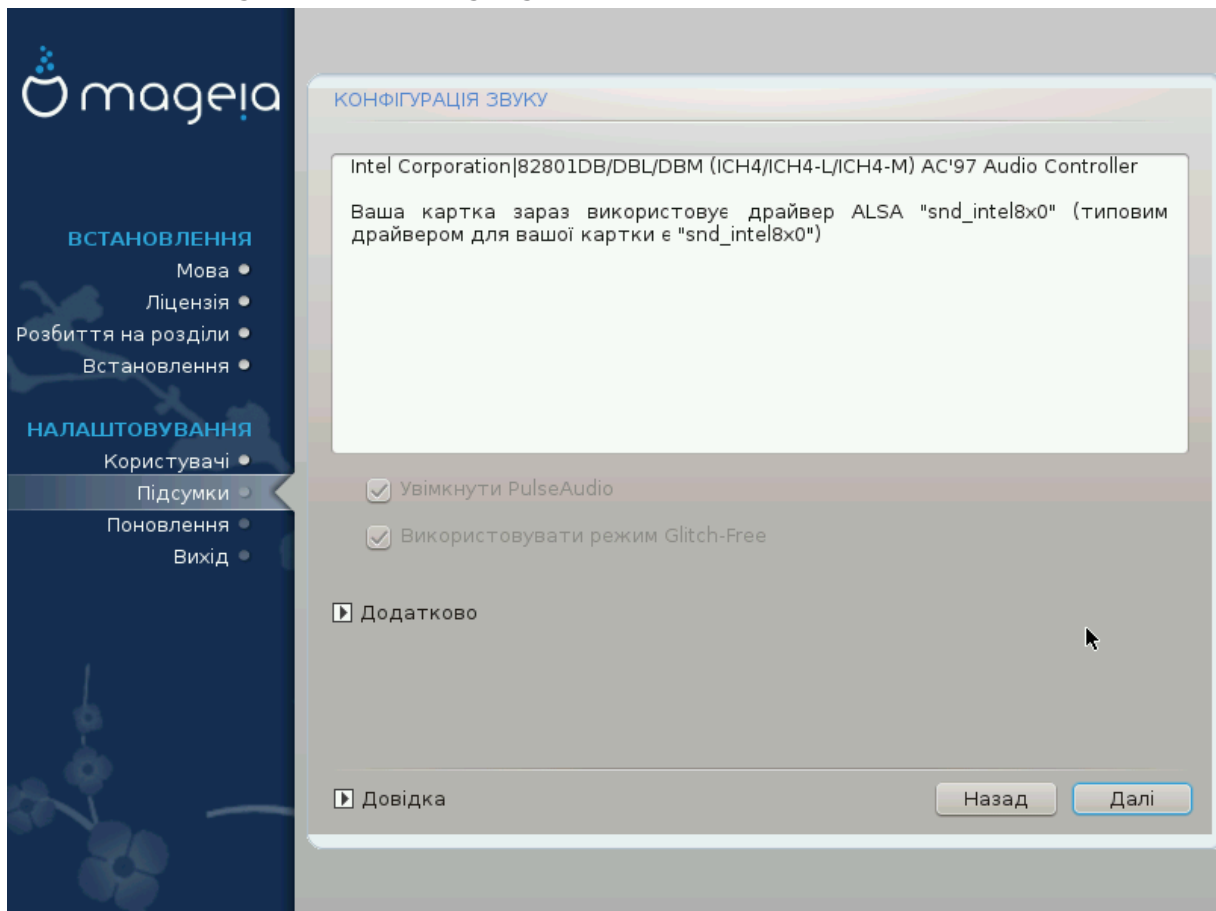 mageia
ВСТАНОВЛЕННЯ
Мова
Ліцензія
Розбиття на розділи
Встановлення
НАЛАШТОВУВАННЯ
Користувачі
Підсумки
Поновлення
Вихід
КОНФІГУРАЦІЯ ЗВУКУ
Intel Corporation|82801DB/DBL/DBM (ICH4/ICH4-L/ICH4-M) AC'97 Audio Controller
Ваша картка зараз використовує драйвер ALSA "snd_intel8x0" (типовим
драйвером для вашої картки є "snd_intel8x0")
Увімкнути PulseAudio
Використовувати режим Glitch-Free
Додатково
Довідка
Назад
Далі